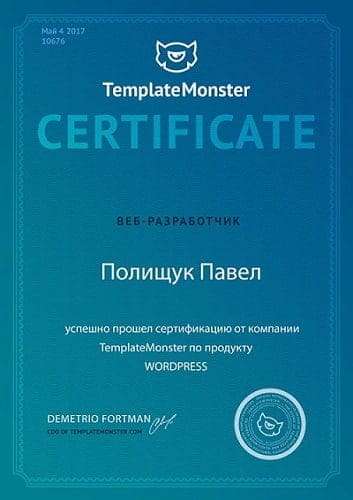 Май 4 2017
10676
TemplateMonster
CERTIFICATE
ВЕБ-РАЗРАБОТЧИК
Полищук Павел
успешно прошел сертификацию от компании
TemplateMonster по продукту
WORDPRESS
DEMETRIO FORTMAN
COO OF TEMPLATEMONSTER.COM